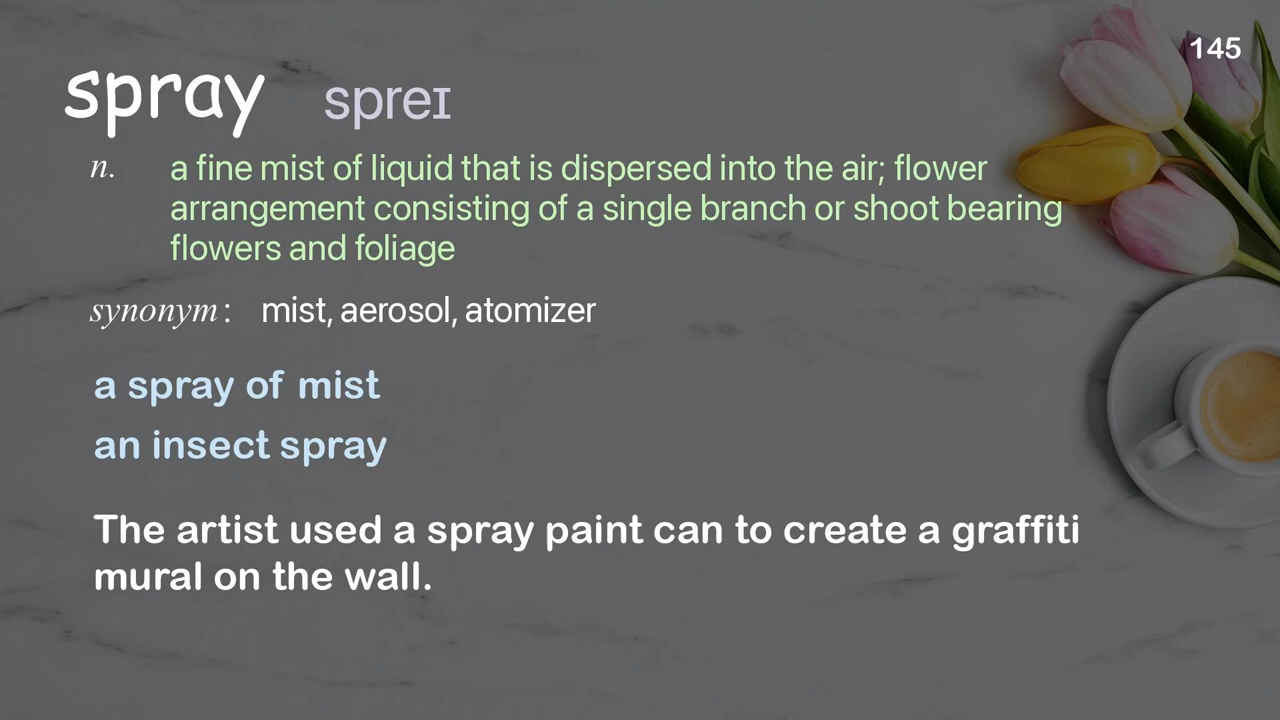 145
spray spreɪ
n. a fine mist of liquid that is dispersed into the air; flower
arrangement consisting of a single branch or shoot bearing
flowers and foliage
synonym: mist, aerosol, atomizer
a spray of mist
an insect spray
The artist used a spray paint can to create a graffiti
mural on the wall.